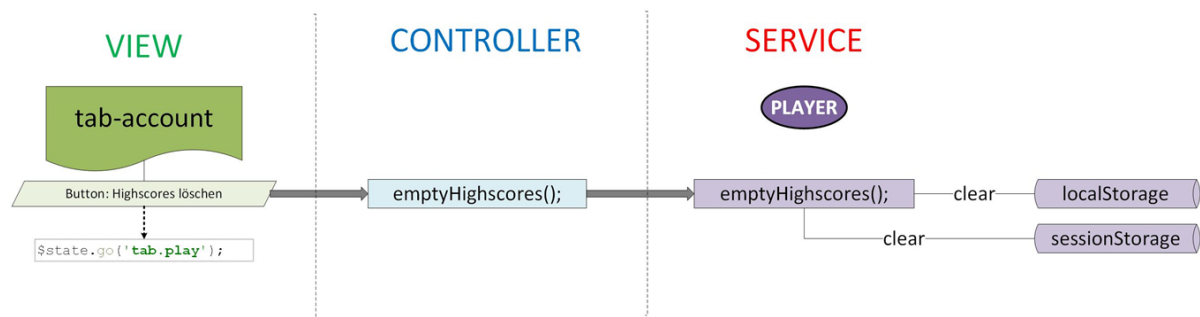 VIEW
CONTROLLER
SERVICE
tab-account
PLAYER
Button: Highscores löschen
emptyHighscores();
emptyHighscores();
clear
localStorage
clear
sessionStorage
$state.go('tab.play');